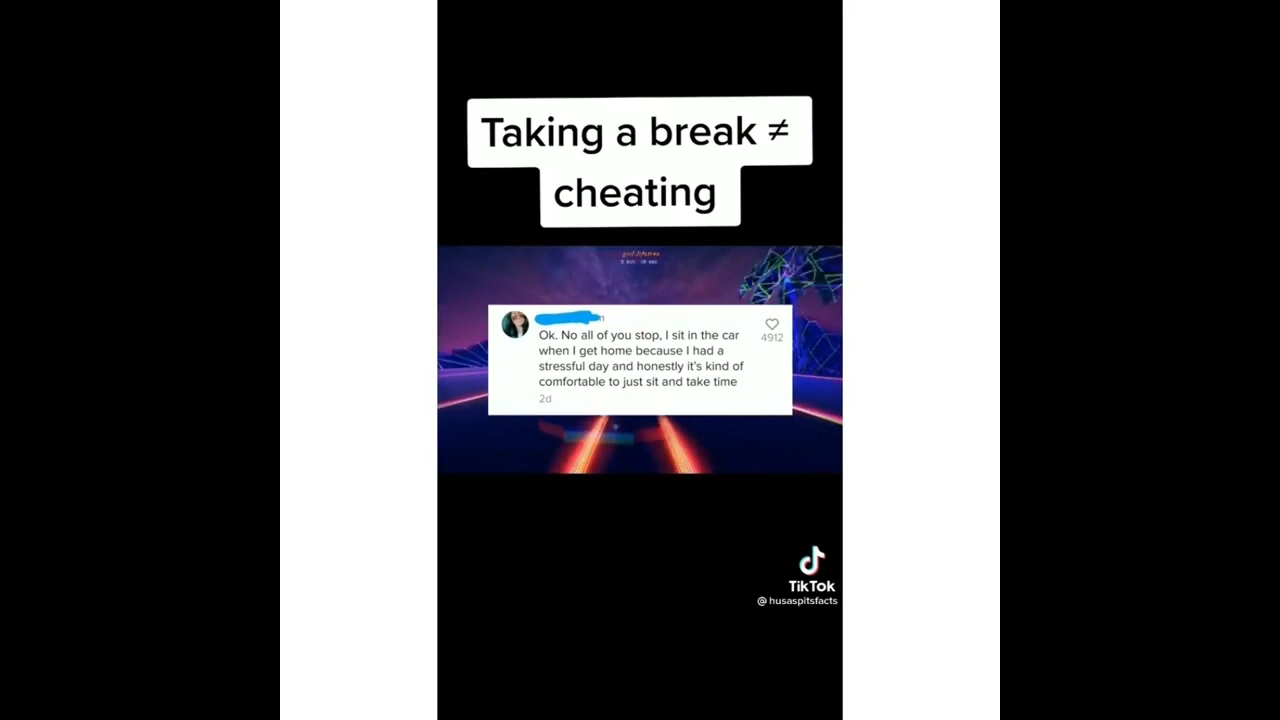 Taking a break ≠
cheating
Ok. No all of you stop, I sit in the car
when I get home because I had a
stressful day and honestly it's kind of
comfortable to just sit and take time
4912
2d
TikTok
@husaspitsfacts